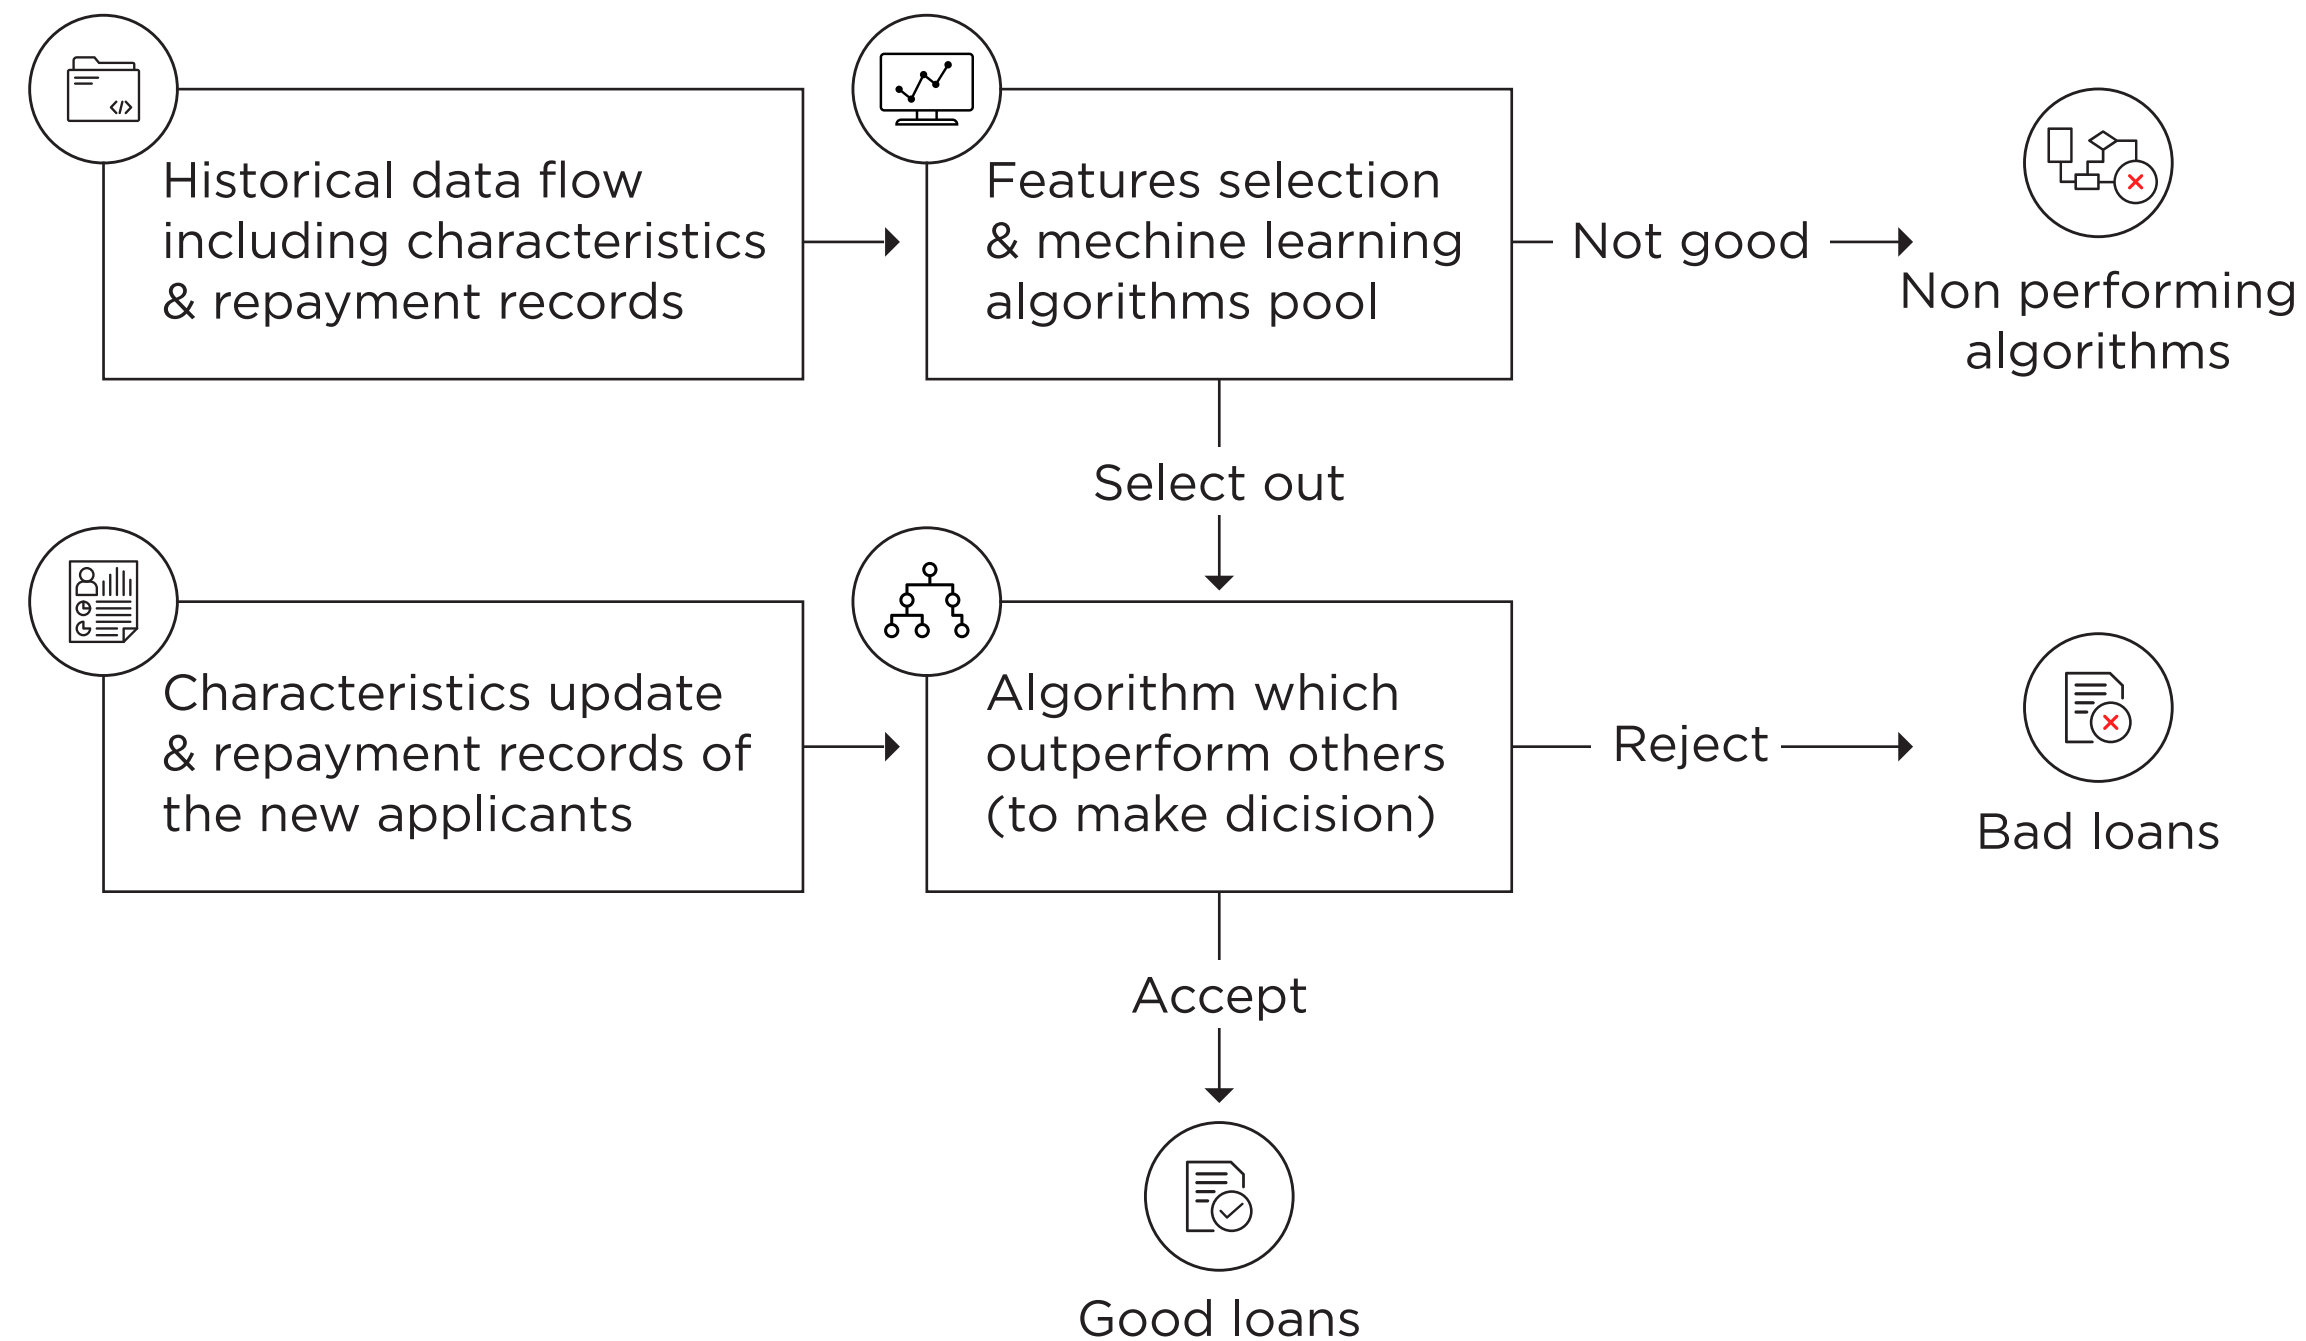 Historical data flow
including characteristics
& repayment records
Features selection
& mechine learning
algorithms pool
Not good
Non performing
algorithms
Select out
Characteristics update
& repayment records of
the new applicants
Algorithm which
outperform others
(to make dicision)
Reject
Bad loans
Accept
Good loans